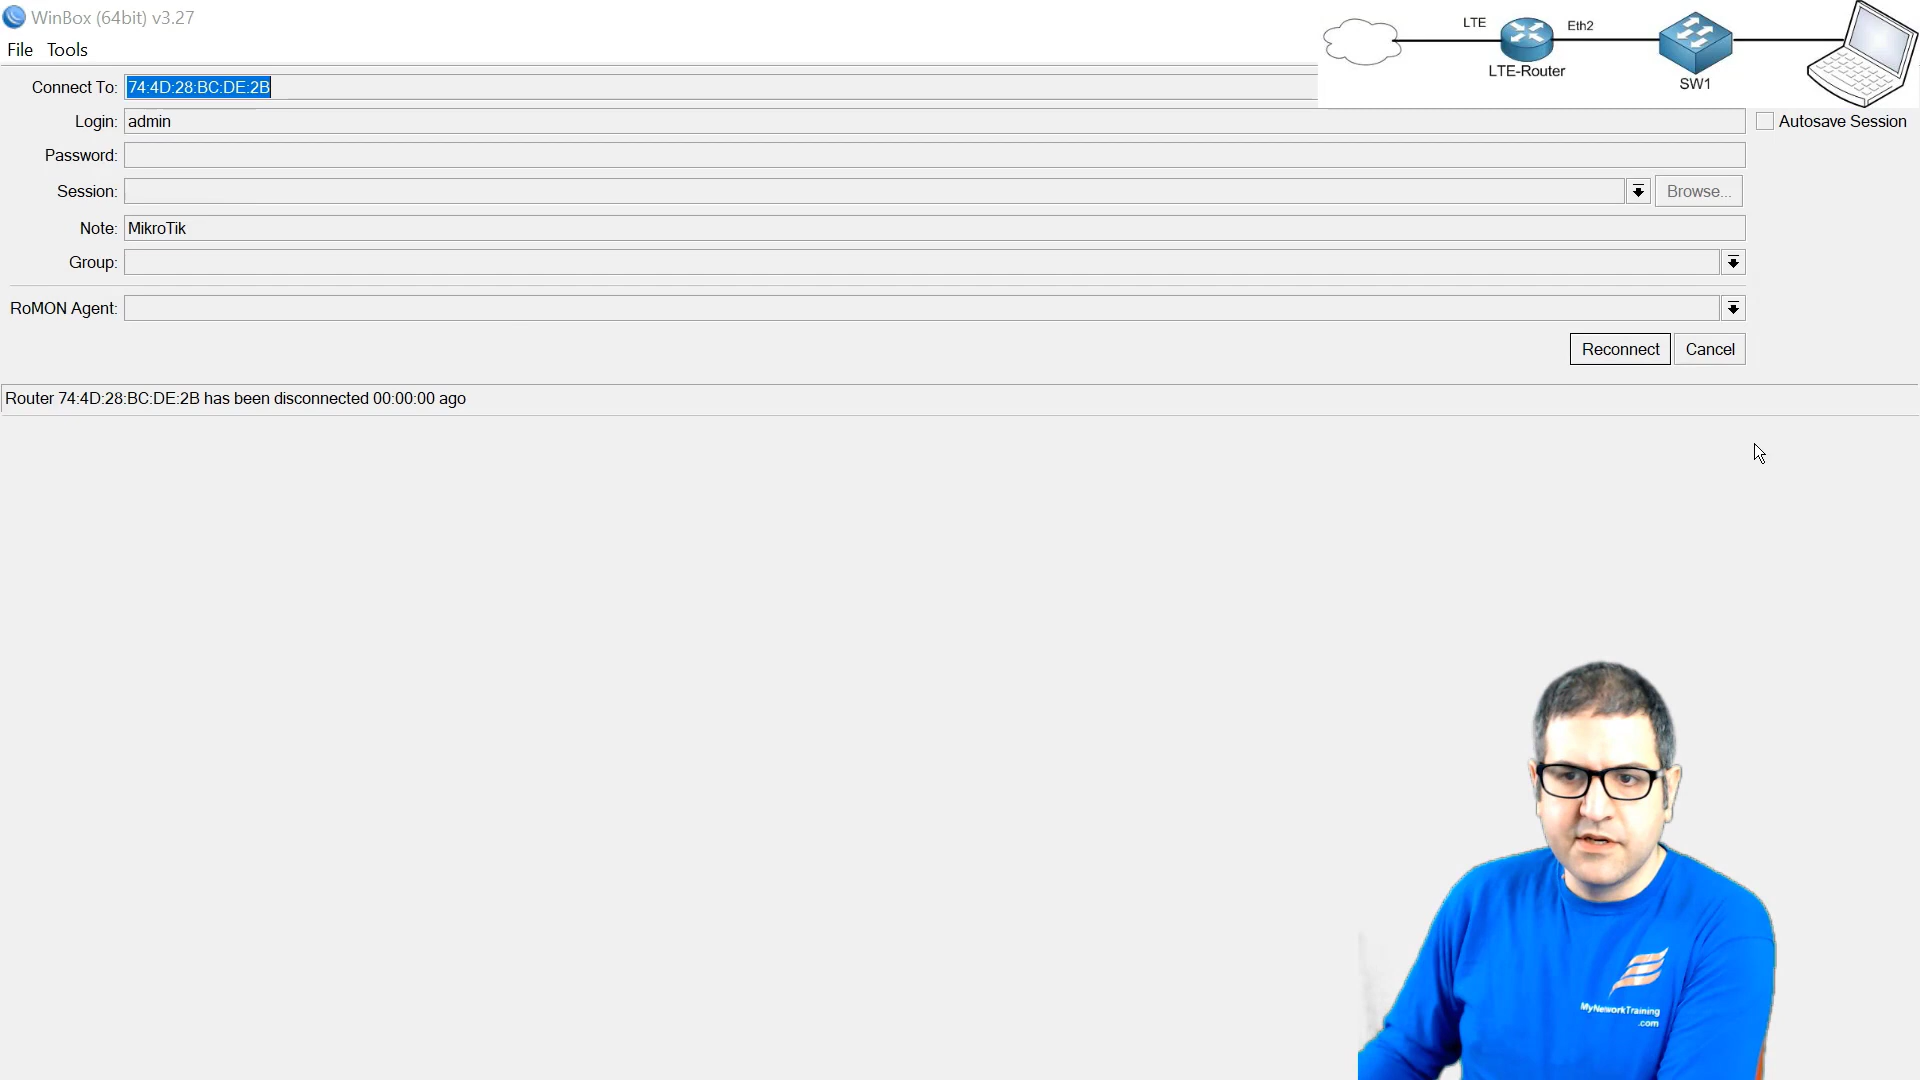 WinBox (64bit) v3.27
File Tools
Connect To: 74:4D:28:BC:DE:2B
Login: admin
Autosave Session
Password:
Session:
Browse...
Note: MikroTik
Group:
RoMON Agent:
Reconnect Cancel
Router 74:4D:28:BC:DE:2B has been disconnected 00:00:00 ago
LTE
Eth2
LTE-Router
SW1
MyNetworkTraining
.com